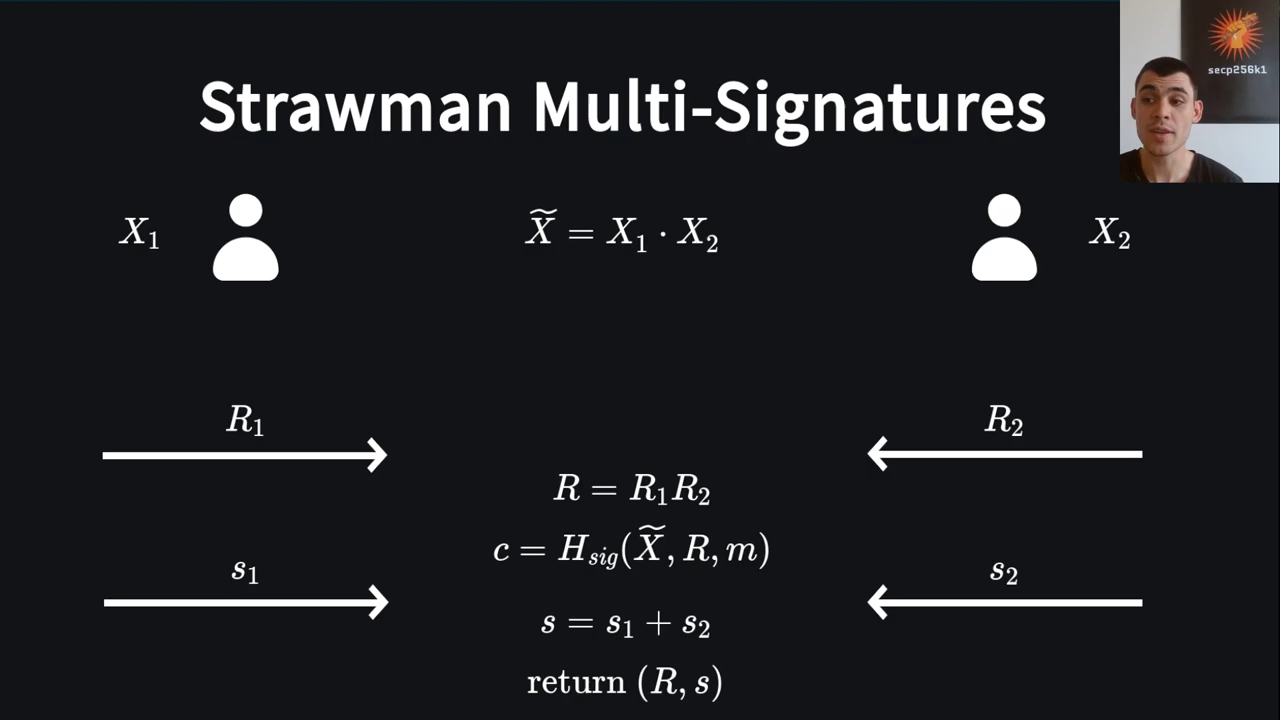 secp256k1
Strawman Multi-Signatures
X₁
X̃ = X₁ · X₂
X₂
R₁
R₂
R = R₁R₂
c = H_sig(X̃, R, m)
s₁
s₂
s = s₁ + s₂
return (R, s)